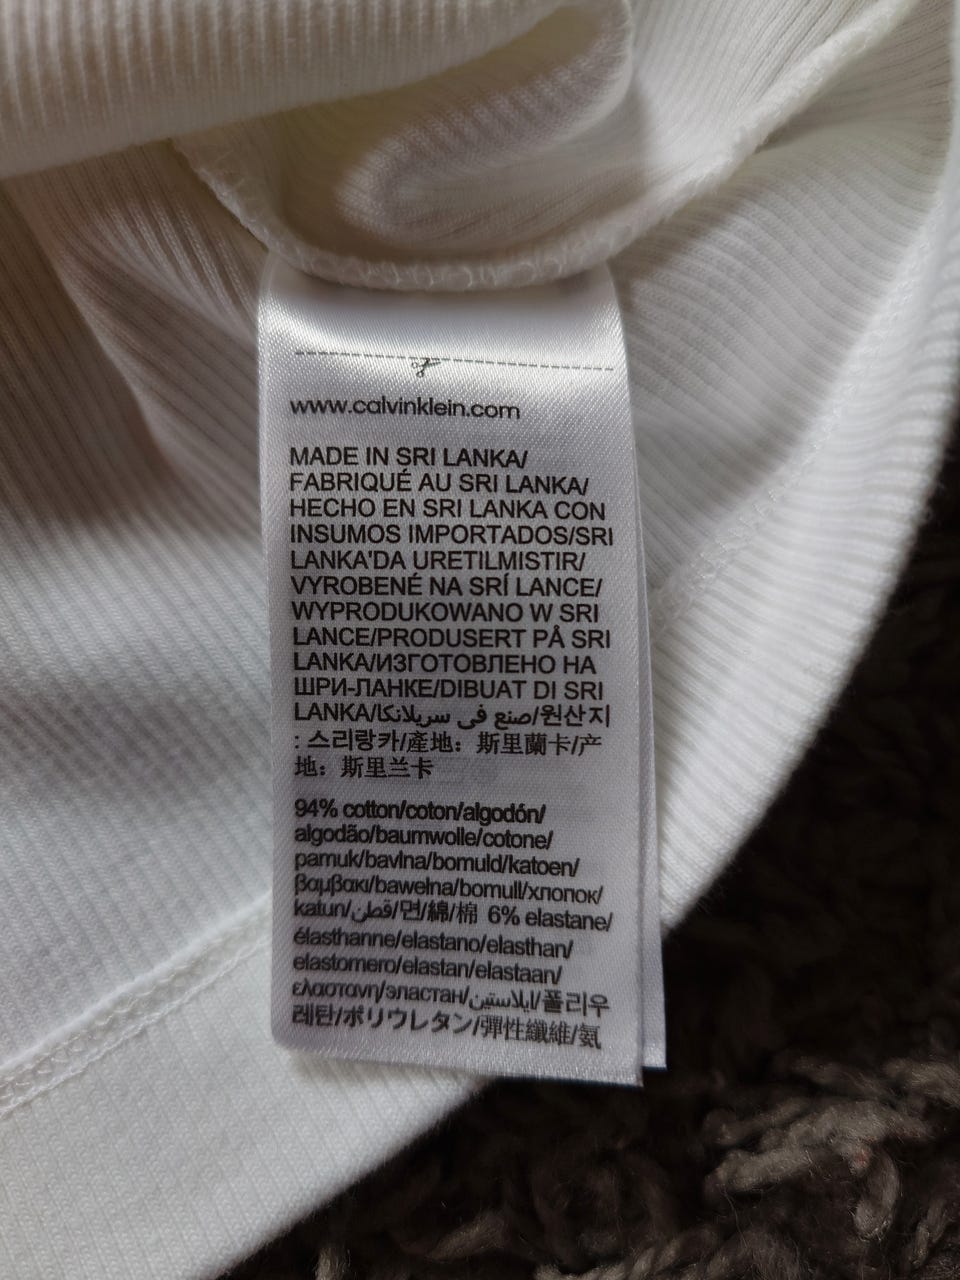 www.calvinklein.com
MADE IN SRI LANKA/
FABRIQUÉ AU SRI LANKA/
HECHO EN SRI LANKA CON
INSUMOS IMPORTADOS/SRI
LANKA'DA URETILMISTIR/
VYROBENÉ NA SRÍ LANCE/
WYPRODUKOWANO W SRI
LANCE/PRODUSERT PÅ SRI
LANKA/ИЗГОТОВЛЕНО НА
ШРИ-ЛАНКЕ/DIBUAT DI SRI
LANKA/صنع في سريلانكا/원산지
: 스리랑카/產地：斯里蘭卡/产
地：斯里兰卡
94% cotton/coton/algodón/
algodão/baumwolle/cotone/
pamuk/bavlna/bomuld/katoen/
βαμβακι/bawełna/bomull/хлопок/
katun/قطن/면/綿/棉 6% elastane/
élasthanne/elastano/elasthan/
elastomero/elastan/elastaan/
ελαστανη/эластан/ايلاستين/폴리우
레탄/ポリウレタン/彈性纖維/氨